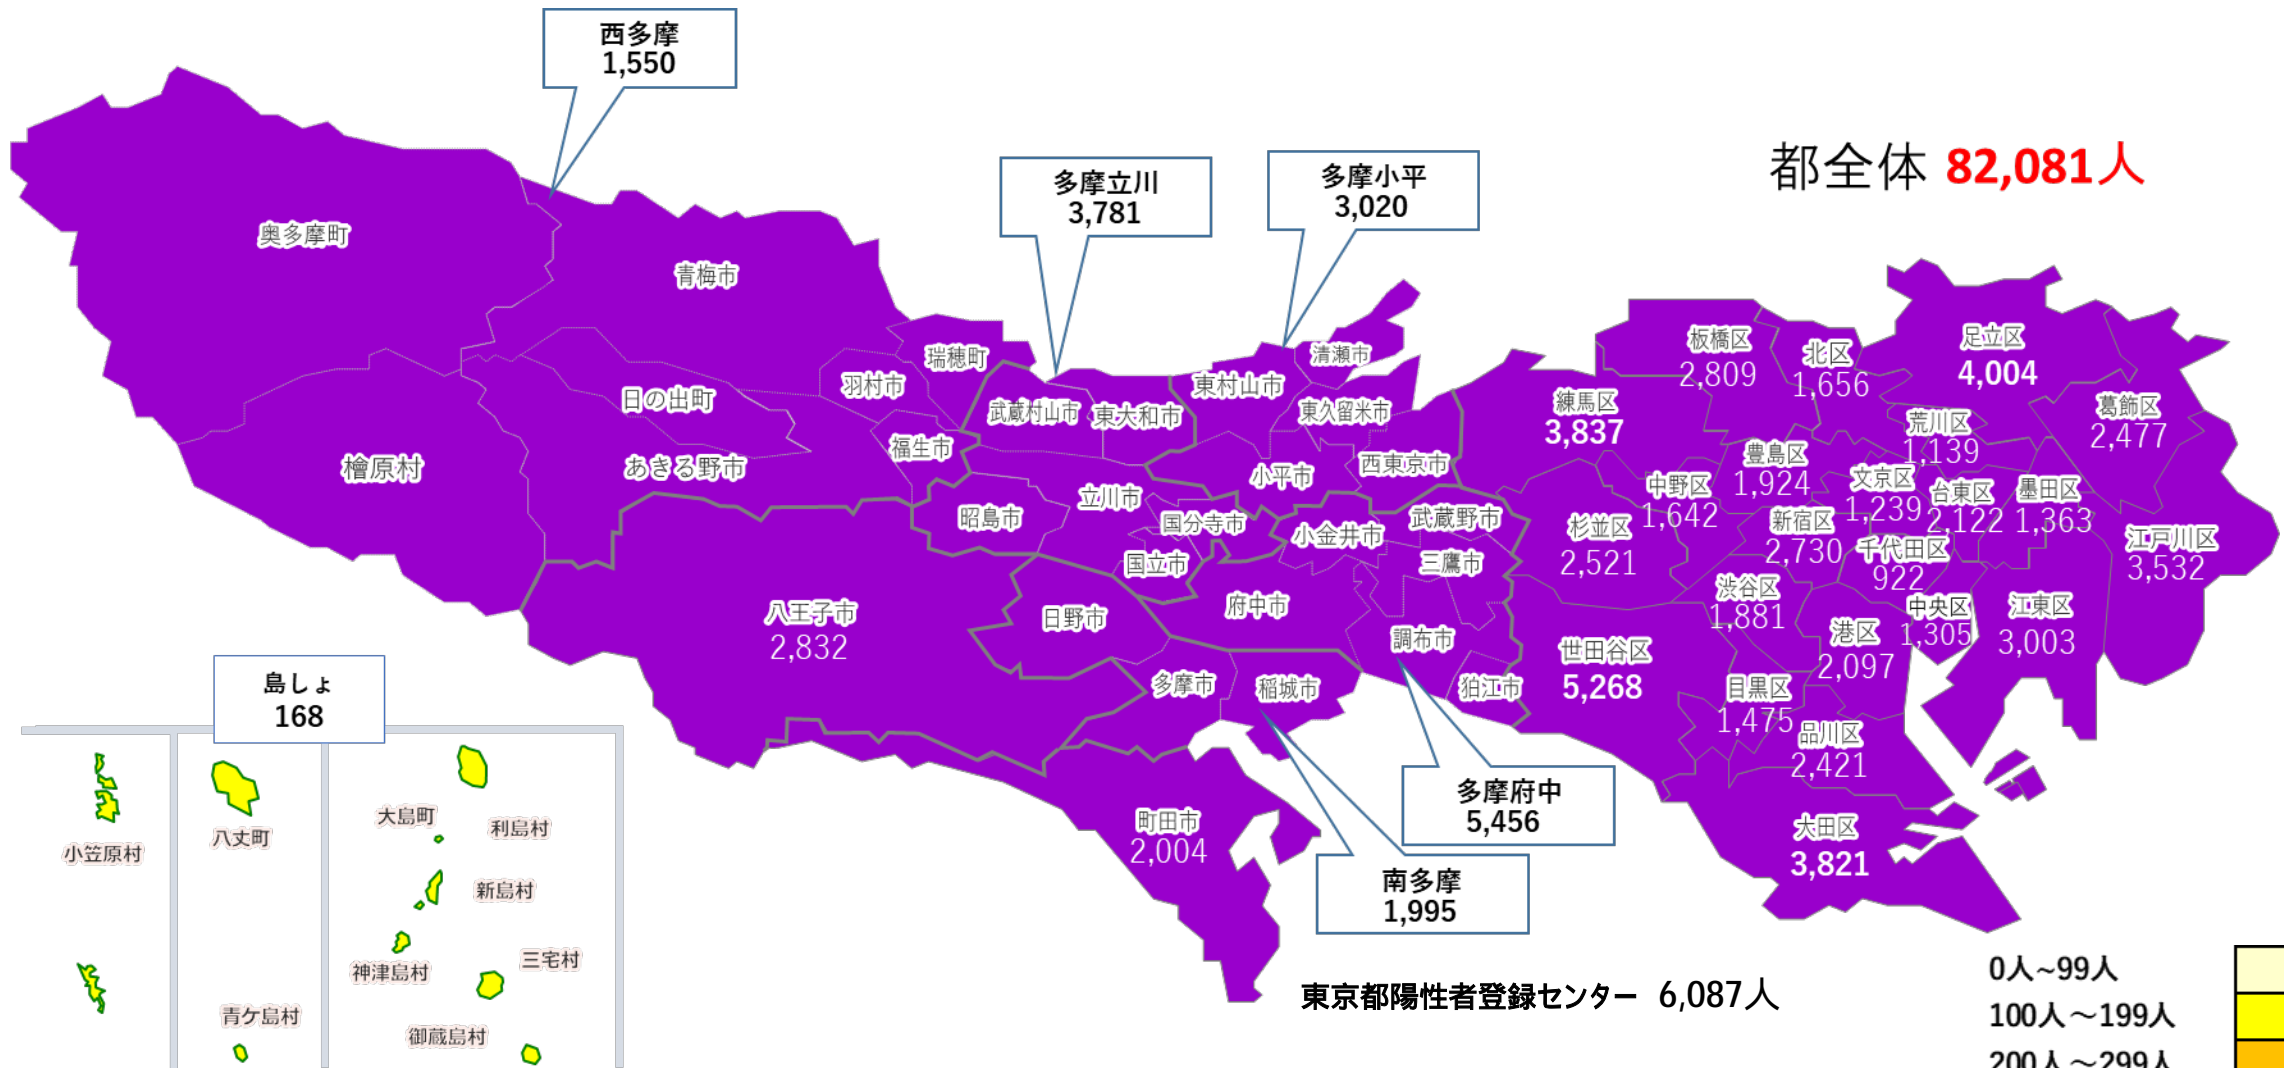 西多摩
1,550
多摩立川
3,781
多摩小平
3,020
都全体 82,081人
奥多摩町
青梅市
瑞穂町
羽村市
日の出町
福生市
あきる野市
檜原村
武蔵村山市
東大和市
東村山市
清瀬市
東久留米市
小平市
西東京市
立川市
昭島市
国分寺市
国立市
小金井市
武蔵野市
三鷹市
府中市
調布市
狛江市
八王子市
2,832
日野市
多摩市
稲城市
町田市
2,004
板橋区
2,809
北区
1,656
足立区
4,004
葛飾区
2,477
練馬区
3,837
荒川区
1,139
豊島区
1,924
文京区
1,239
台東区
2,122
墨田区
1,363
中野区
1,642
杉並区
2,521
新宿区
2,730
千代田区
922
江戸川区
3,532
渋谷区
1,881
中央区
1,305
江東区
3,003
港区
2,097
世田谷区
5,268
目黒区
1,475
品川区
2,421
大田区
3,821
多摩府中
5,456
南多摩
1,995
島しょ
168
小笠原村
八丈町
青ケ島村
大島町
利島村
新島村
神津島村
三宅村
御蔵島村
東京都陽性者登録センター 6,087人
0人~99人
100人～199人
200人～299人